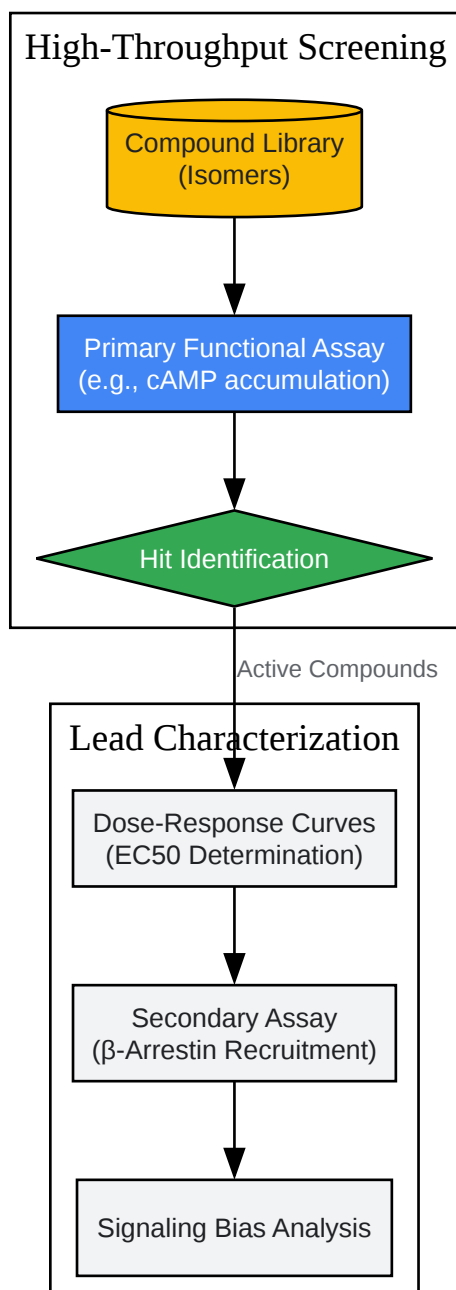 High-Throughput Screening
Compound Library
(Isomers)
Primary Functional Assay
(e.g., cAMP accumulation)
Hit Identification
Active Compounds
Lead Characterization
Dose-Response Curves
(EC50 Determination)
Secondary Assay
(β-Arrestin Recruitment)
Signaling Bias Analysis